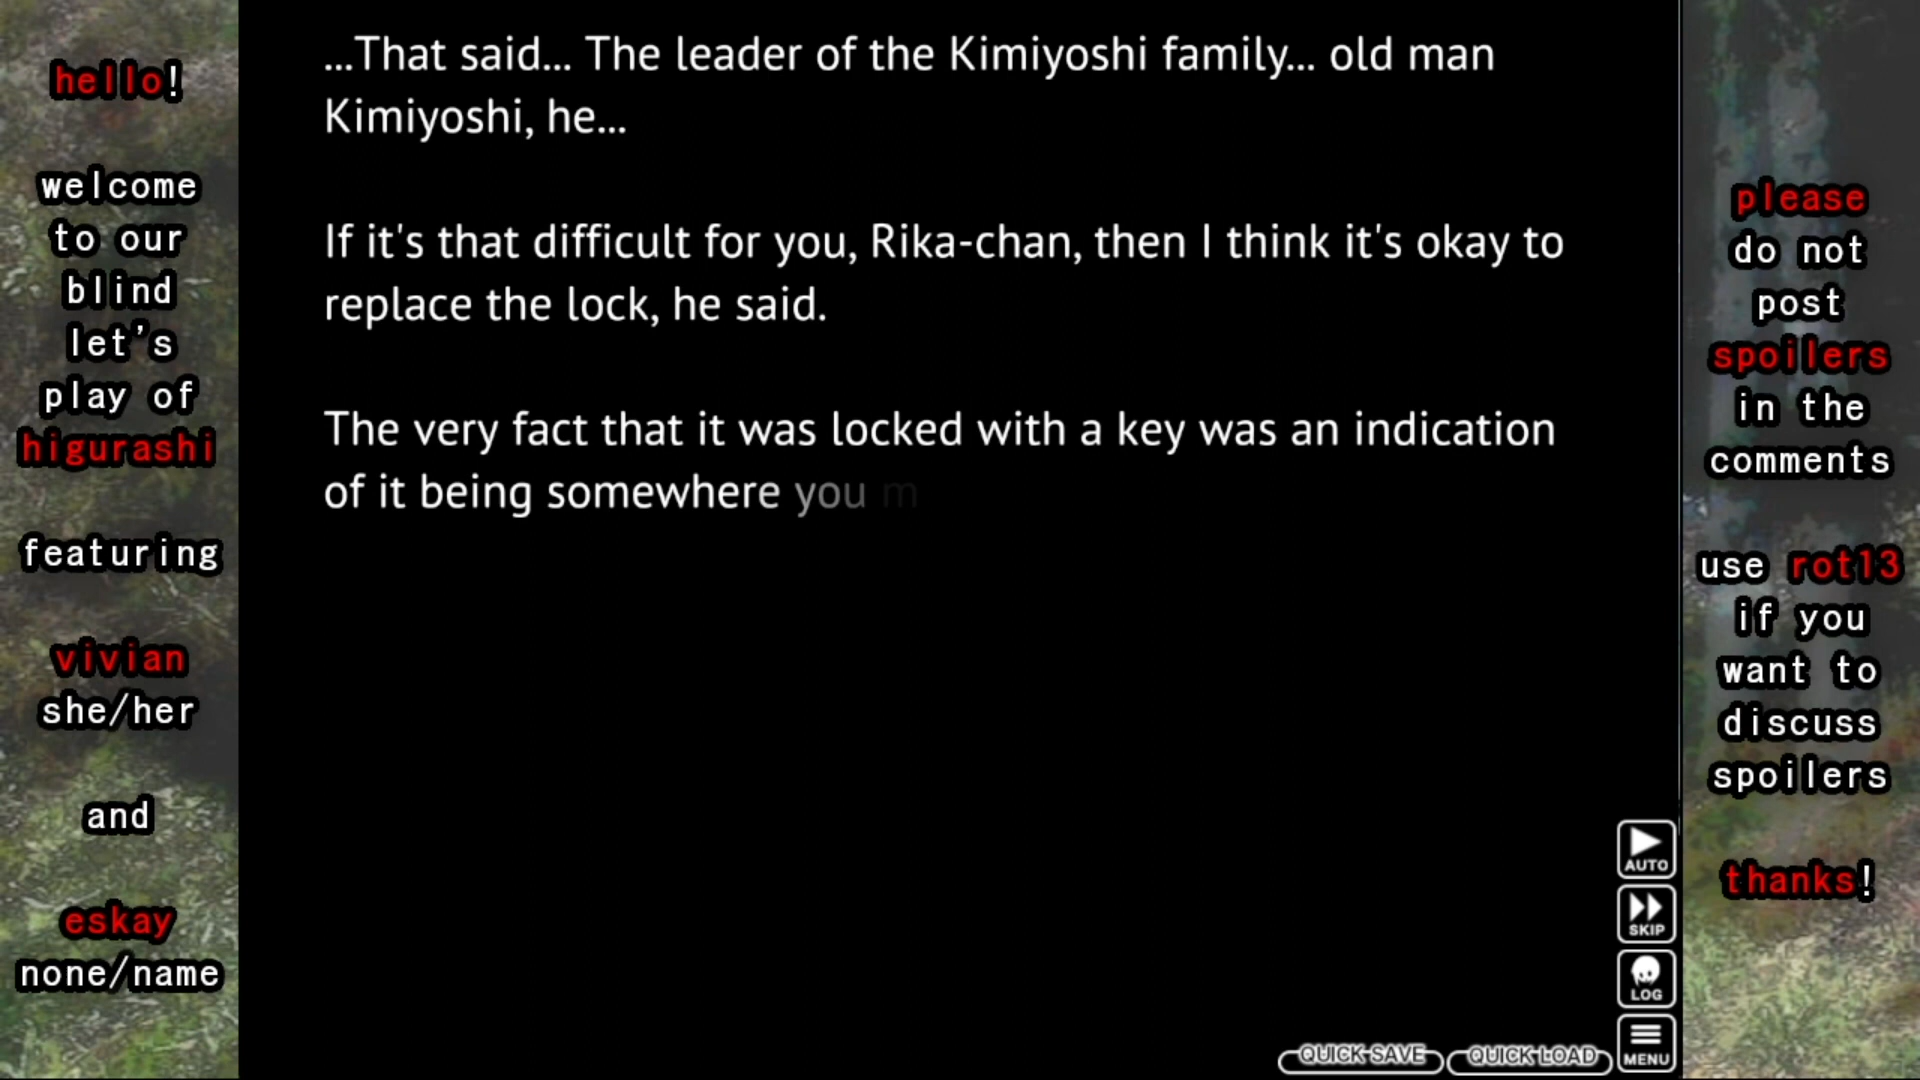 hello!
welcome
to our
blind
let's
play of
higurashi
featuring
vivian
she/her
and
eskay
none/name
...That said... The leader of the Kimiyoshi family... old man
Kimiyoshi, he...
If it's that difficult for you, Rika-chan, then I think it's okay to
replace the lock, he said.
The very fact that it was locked with a key was an indication
of it being somewhere you m
AUTO
SKIP
LOG
MENU
QUICK SAVE QUICK LOAD
please
do not
post
spoilers
in the
comments
use rot13
if you
want to
discuss
spoilers
thanks!